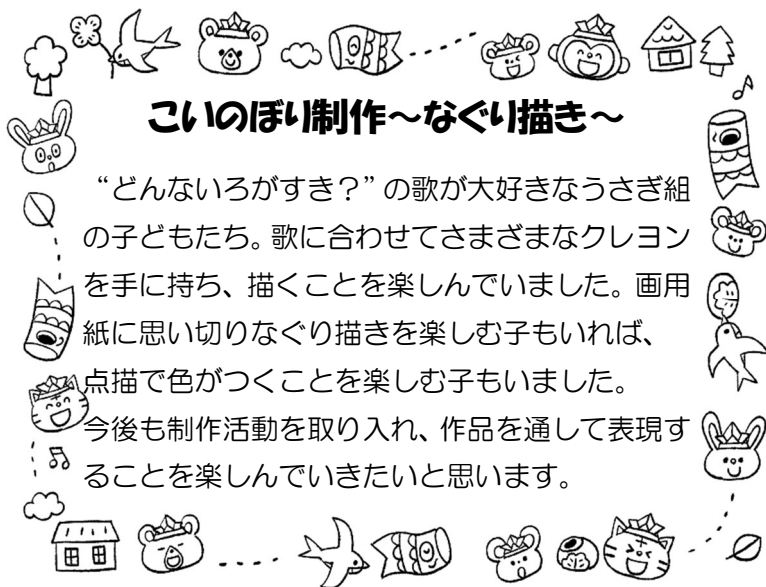 こいのぼり制作～なぐり描き～
“どんないろがすき？”の歌が大好きなうさぎ組
の子どもたち。歌に合わせてさまざまなクレヨン
を手に持ち、描くことを楽しんでいました。画用
紙に思い切りなぐり描きを楽しむ子もいれば、
点描で色がつくことを楽しむ子もいました。
今後も制作活動を取り入れ、作品を通して表現す
ることを楽しんでいきたいと思います。